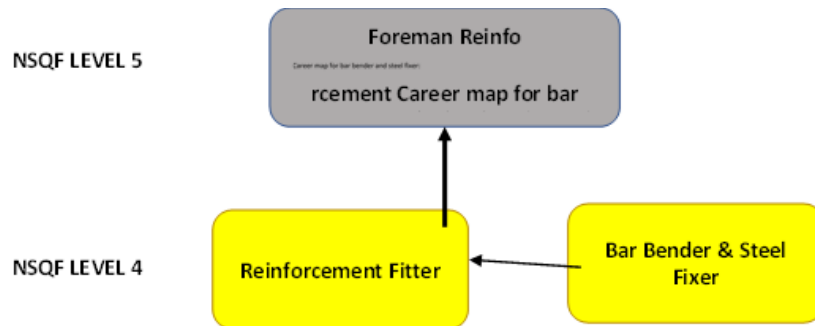 NSQF LEVEL 5
Foreman Reinfo
Career map for bar bender and steel fixer:
rcement Career map for bar
NSQF LEVEL 4
Reinforcement Fitter
Bar Bender & Steel
Fixer